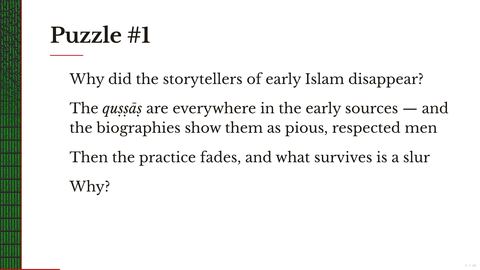 Puzzle #1
Why did the storytellers of early Islam disappear?
The quṣṣāṣ are everywhere in the early sources — and
the biographies show them as pious, respected men
Then the practice fades, and what survives is a slur
Why?